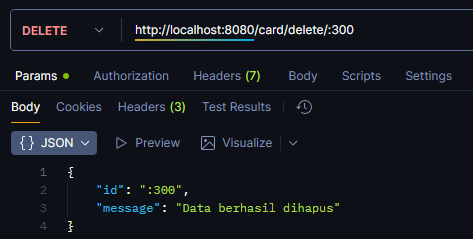 DELETE http://localhost:8080/card/delete/:300
Params Authorization Headers (7) Body Scripts Settings
Body Cookies Headers (3) Test Results
{} JSON Preview Visualize
1 {
2 "id": ":300",
3 "message": "Data berhasil dihapus"
4 }